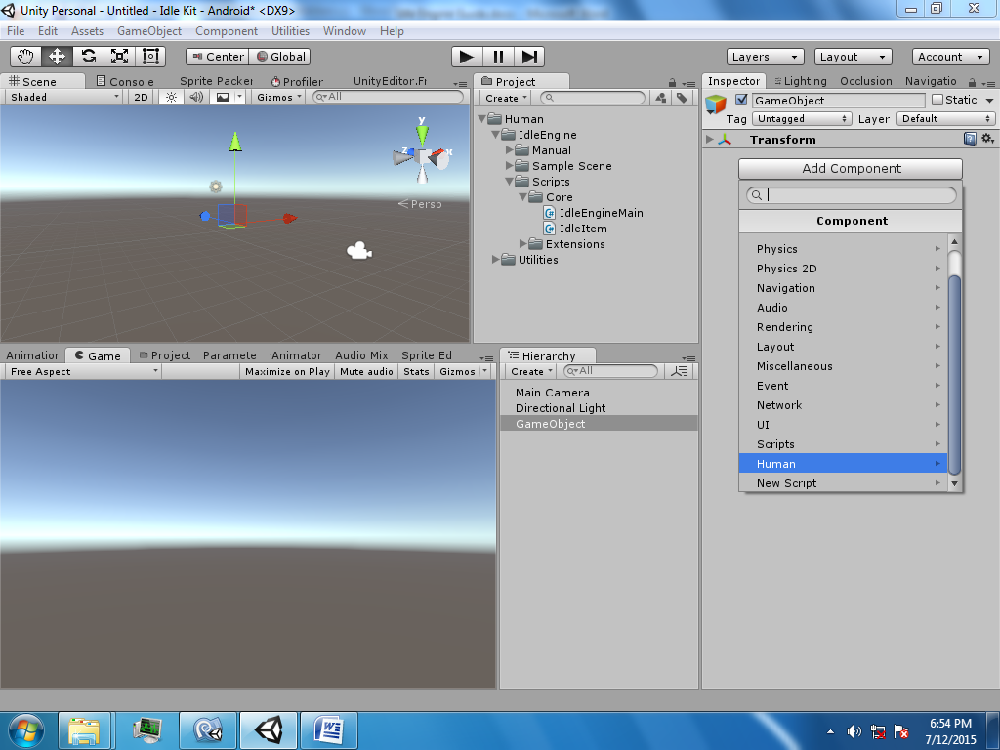 Unity Personal - Untitled - Idle Kit - Android* <DX9>
File Edit Assets GameObject Component Utilities Window Help
Center Global Layers Layout Account
Scene Console Sprite Packer Profiler UnityEditor.Fr
Shaded 2D Gizmos All
y
z x
Persp
Project
Create
Human
IdleEngine
Manual
Sample Scene
Scripts
Core
IdleEngineMain
IdleItem
Extensions
Utilities
Inspector Lighting Occlusion Navigatio
GameObject Static
Tag Untagged Layer Default
Transform
Add Component
Component
Physics
Physics 2D
Navigation
Audio
Rendering
Layout
Miscellaneous
Event
Network
UI
Scripts
Human
New Script
Animation Game Project Paramete Animator Audio Mix Sprite Ed
Free Aspect Maximize on Play Mute audio Stats Gizmos
Hierarchy
Create All
Main Camera
Directional Light
GameObject
6:54 PM
7/12/2015